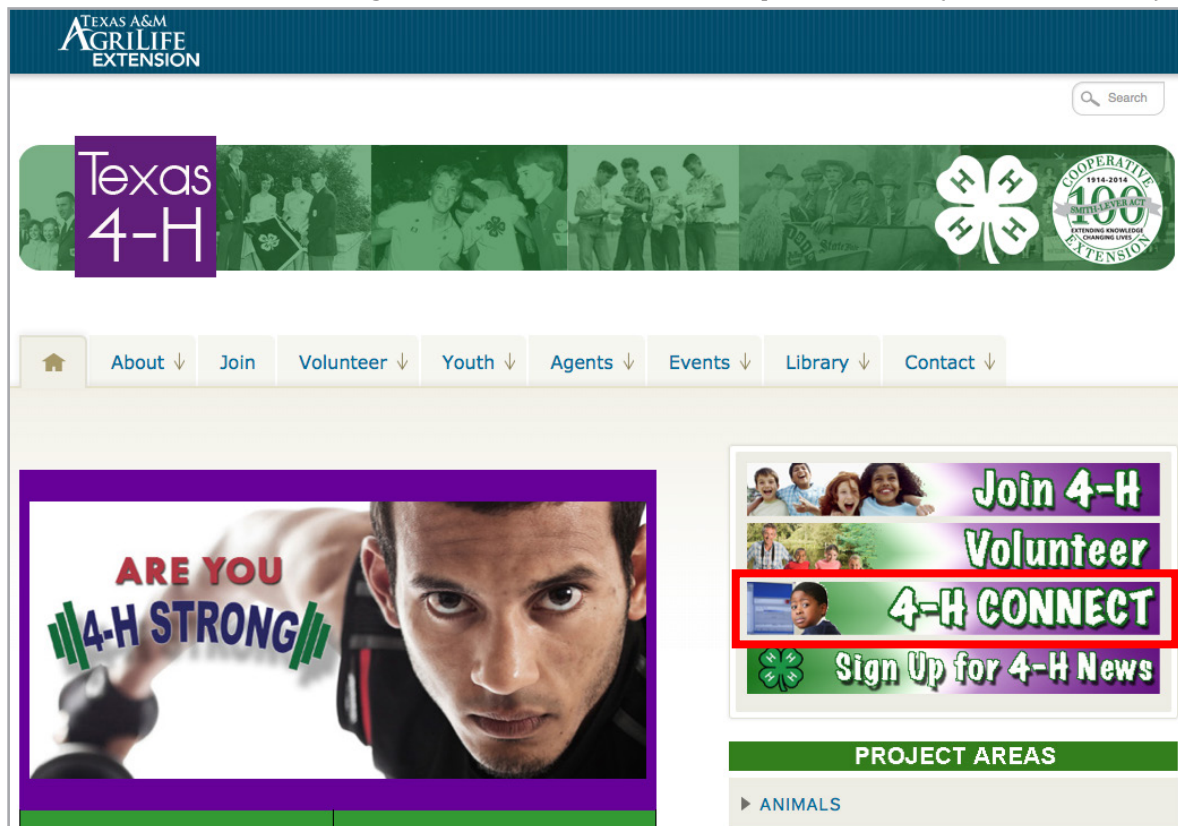 TEXAS A&M
AGRILIFE
EXTENSION
Search
Texas
4-H
H H
H H
COOPERATIVE
1914-2014
100
SMITH-LEVER ACT
EXTENDING KNOWLEDGE
CHANGING LIVES
EXTENSION
About Join Volunteer Youth Agents Events Library Contact
ARE YOU
4-H STRONG
Join 4-H
Volunteer
4-H CONNECT
Sign Up for 4-H News
PROJECT AREAS
ANIMALS